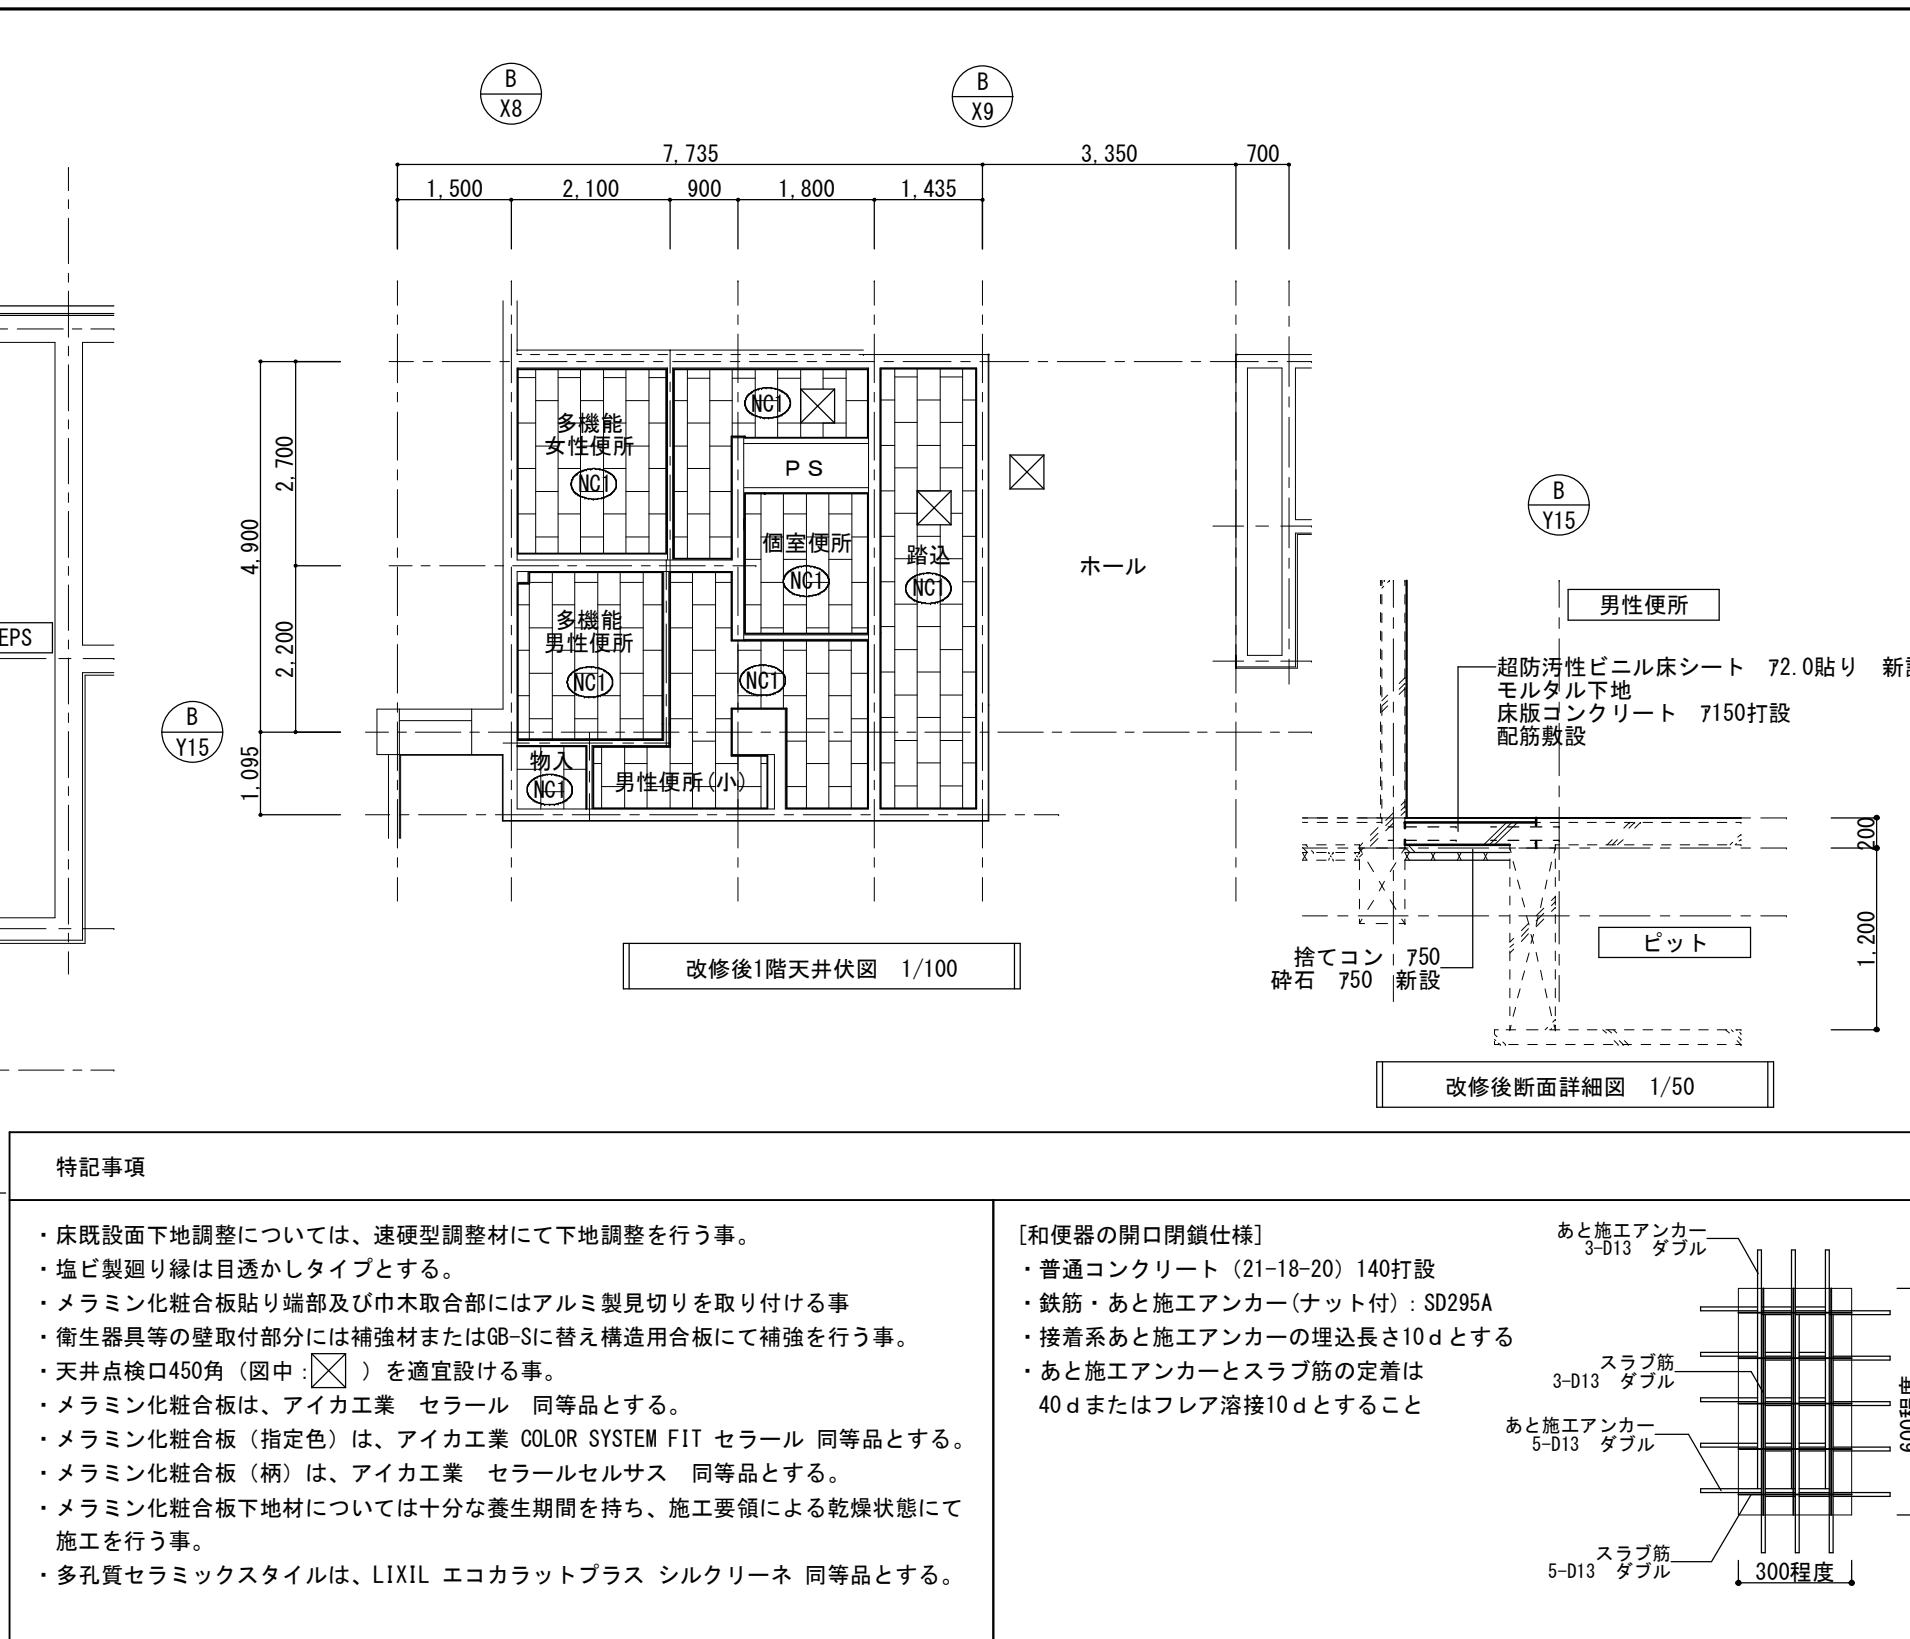 B
X8
B
X9
7,735
3,350
700
1,500
2,100
900
1,800
1,435
4,900
2,700
2,200
1,095
B
Y15
EPS
多機能
女性便所
NC1
NC1
PS
個室便所
NC1
踏込
NC1
ホール
多機能
男性便所
NC1
NC1
物入
NC1
男性便所(小)
改修後1階天井伏図 1/100
B
Y15
男性便所
超防汚性ビニル床シート ｱ2.0貼り 新設
モルタル下地
床版コンクリート ｱ150打設
配筋敷設
200
1,200
ピット
捨てコン ｱ50
砕石 ｱ50 新設
改修後断面詳細図 1/50
特記事項
・床既設面下地調整については、速硬型調整材にて下地調整を行う事。
・塩ビ製廻り縁は目透かしタイプとする。
・メラミン化粧合板貼り端部及び巾木取合部にはアルミ製見切りを取り付ける事
・衛生器具等の壁取付部分には補強材またはGB-Sに替え構造用合板にて補強を行う事。
・天井点検口450角（図中： ）を適宜設ける事。
・メラミン化粧合板は、アイカ工業 セラール 同等品とする。
・メラミン化粧合板（指定色）は、アイカ工業 COLOR SYSTEM FIT セラール 同等品とする。
・メラミン化粧合板（柄）は、アイカ工業 セラールセルサス 同等品とする。
・メラミン化粧合板下地材については十分な養生期間を持ち、施工要領による乾燥状態にて
施工を行う事。
・多孔質セラミックスタイルは、LIXIL エコカラットプラス シルクリーネ 同等品とする。
[和便器の開口閉鎖仕様]
・普通コンクリート（21-18-20）140打設
・鉄筋・あと施工アンカー(ナット付)：SD295A
・接着系あと施工アンカーの埋込長さ10ｄとする
・あと施工アンカーとスラブ筋の定着は
40ｄまたはフレア溶接10ｄとすること
あと施工アンカー
3-D13 ダブル
スラブ筋
3-D13 ダブル
あと施工アンカー
5-D13 ダブル
スラブ筋
5-D13 ダブル
600程度
300程度